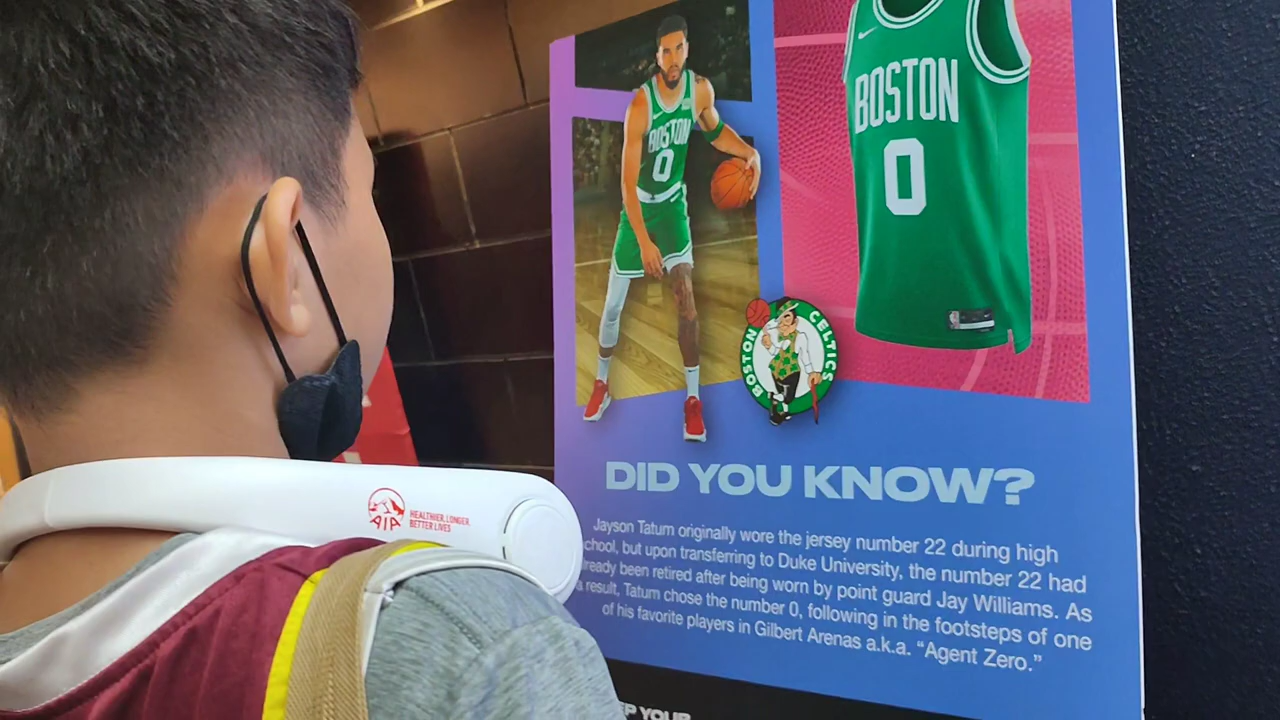 BOSTON
0
BOSTON
0
BOSTON CELTICS
AIA
HEALTHIER, LONGER,
BETTER LIVES
DID YOU KNOW?
Jayson Tatum originally wore the jersey number 22 during high
chool, but upon transferring to Duke University, the number 22 had
lready been retired after being worn by point guard Jay Williams. As
a result, Tatum chose the number 0, following in the footsteps of one
of his favorite players in Gilbert Arenas a.k.a. “Agent Zero.”
YOUR